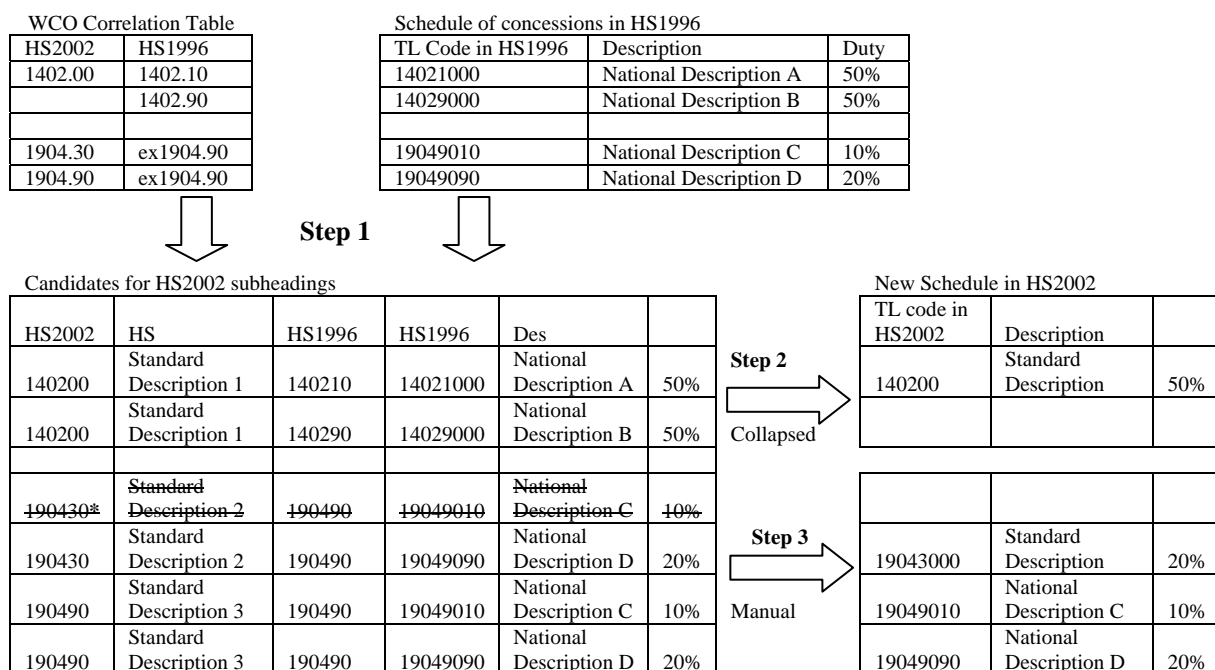 WCO Correlation Table
HS2002 HS1996
1402.00 1402.10
1402.90
1904.30 ex1904.90
1904.90 ex1904.90
Schedule of concessions in HS1996
TL Code in HS1996 Description Duty
14021000 National Description A 50%
14029000 National Description B 50%
19049010 National Description C 10%
19049090 National Description D 20%
Step 1
Candidates for HS2002 subheadings
HS2002 HS HS1996 HS1996 Des
Standard National
140200 Description 1 140210 14021000 Description A 50%
Standard National
140200 Description 1 140290 14029000 Description B 50%
Standard National
190430* Description 2 190490 19049010 Description C 10%
Standard National
190430 Description 2 190490 19049090 Description D 20%
Standard National
190490 Description 3 190490 19049010 Description C 10%
Standard National
190490 Description 3 190490 19049090 Description D 20%
Step 2
Collapsed
Step 3
Manual
New Schedule in HS2002
TL code in
HS2002 Description
Standard
140200 Description 50%
Standard
19043000 Description 20%
National
19049010 Description C 10%
National
19049090 Description D 20%